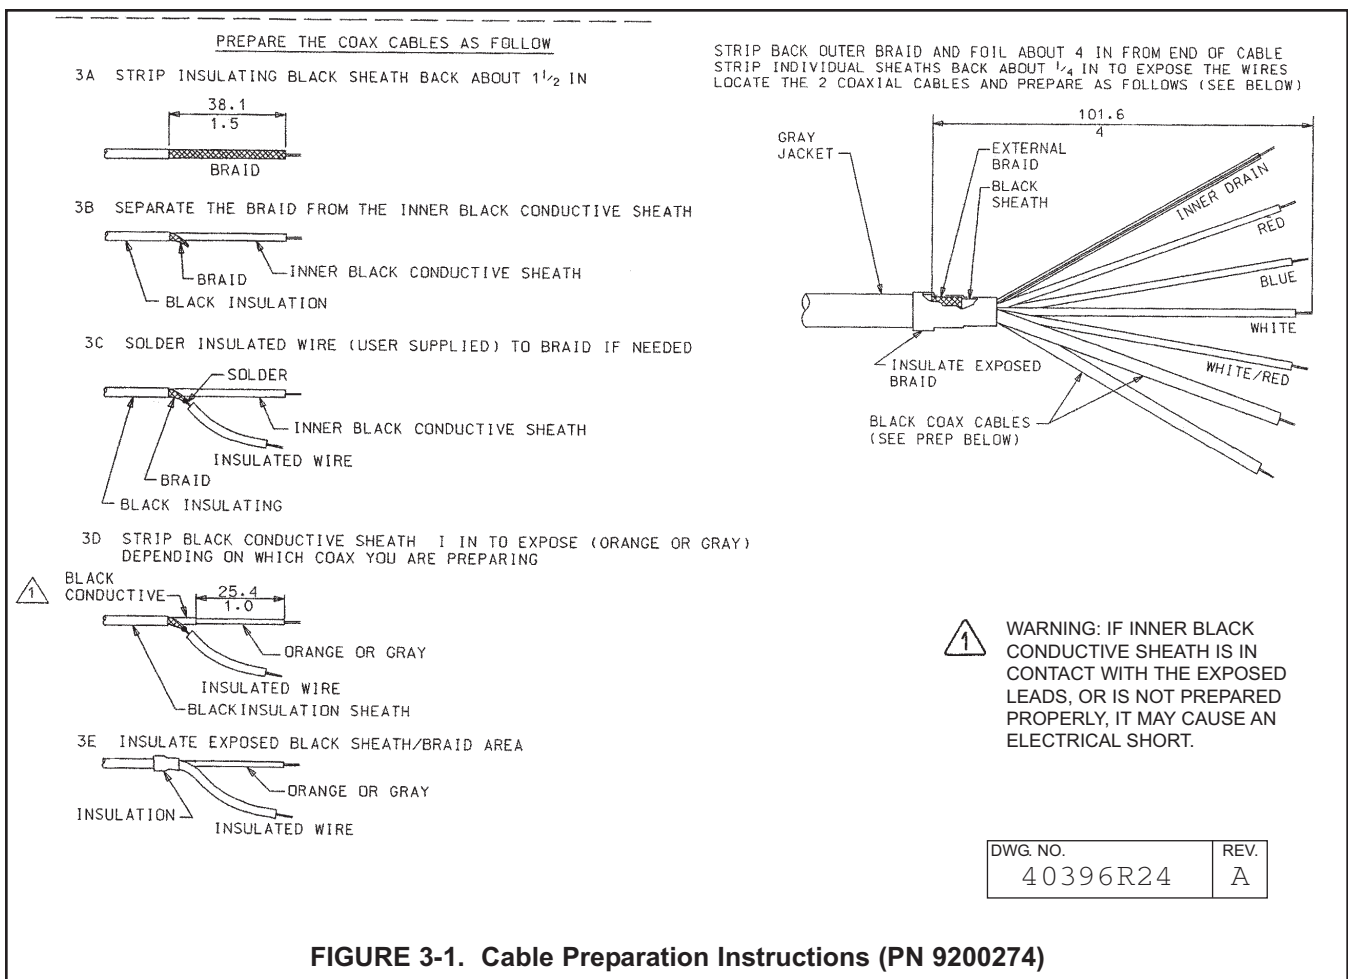 PREPARE THE COAX CABLES AS FOLLOW
3A STRIP INSULATING BLACK SHEATH BACK ABOUT 1 1/2 IN
38.1
1.5
BRAID
3B SEPARATE THE BRAID FROM THE INNER BLACK CONDUCTIVE SHEATH
BRAID
INNER BLACK CONDUCTIVE SHEATH
BLACK INSULATION
3C SOLDER INSULATED WIRE (USER SUPPLIED) TO BRAID IF NEEDED
SOLDER
INNER BLACK CONDUCTIVE SHEATH
INSULATED WIRE
BRAID
BLACK INSULATING
3D STRIP BLACK CONDUCTIVE SHEATH I IN TO EXPOSE (ORANGE OR GRAY)
DEPENDING ON WHICH COAX YOU ARE PREPARING
1
BLACK
CONDUCTIVE
25.4
1.0
ORANGE OR GRAY
INSULATED WIRE
BLACKINSULATION SHEATH
3E INSULATE EXPOSED BLACK SHEATH/BRAID AREA
ORANGE OR GRAY
INSULATION
INSULATED WIRE
STRIP BACK OUTER BRAID AND FOIL ABOUT 4 IN FROM END OF CABLE
STRIP INDIVIDUAL SHEATHS BACK ABOUT 1/4 IN TO EXPOSE THE WIRES
LOCATE THE 2 COAXIAL CABLES AND PREPARE AS FOLLOWS (SEE BELOW)
101.6
4
GRAY
JACKET
EXTERNAL
BRAID
BLACK
SHEATH
INNER DRAIN
RED
BLUE
WHITE
WHITE/RED
INSULATE EXPOSED
BRAID
BLACK COAX CABLES
(SEE PREP BELOW)
1
WARNING: IF INNER BLACK
CONDUCTIVE SHEATH IS IN
CONTACT WITH THE EXPOSED
LEADS, OR IS NOT PREPARED
PROPERLY, IT MAY CAUSE AN
ELECTRICAL SHORT.
DWG. NO.
40396R24
REV.
A
FIGURE 3-1. Cable Preparation Instructions (PN 9200274)